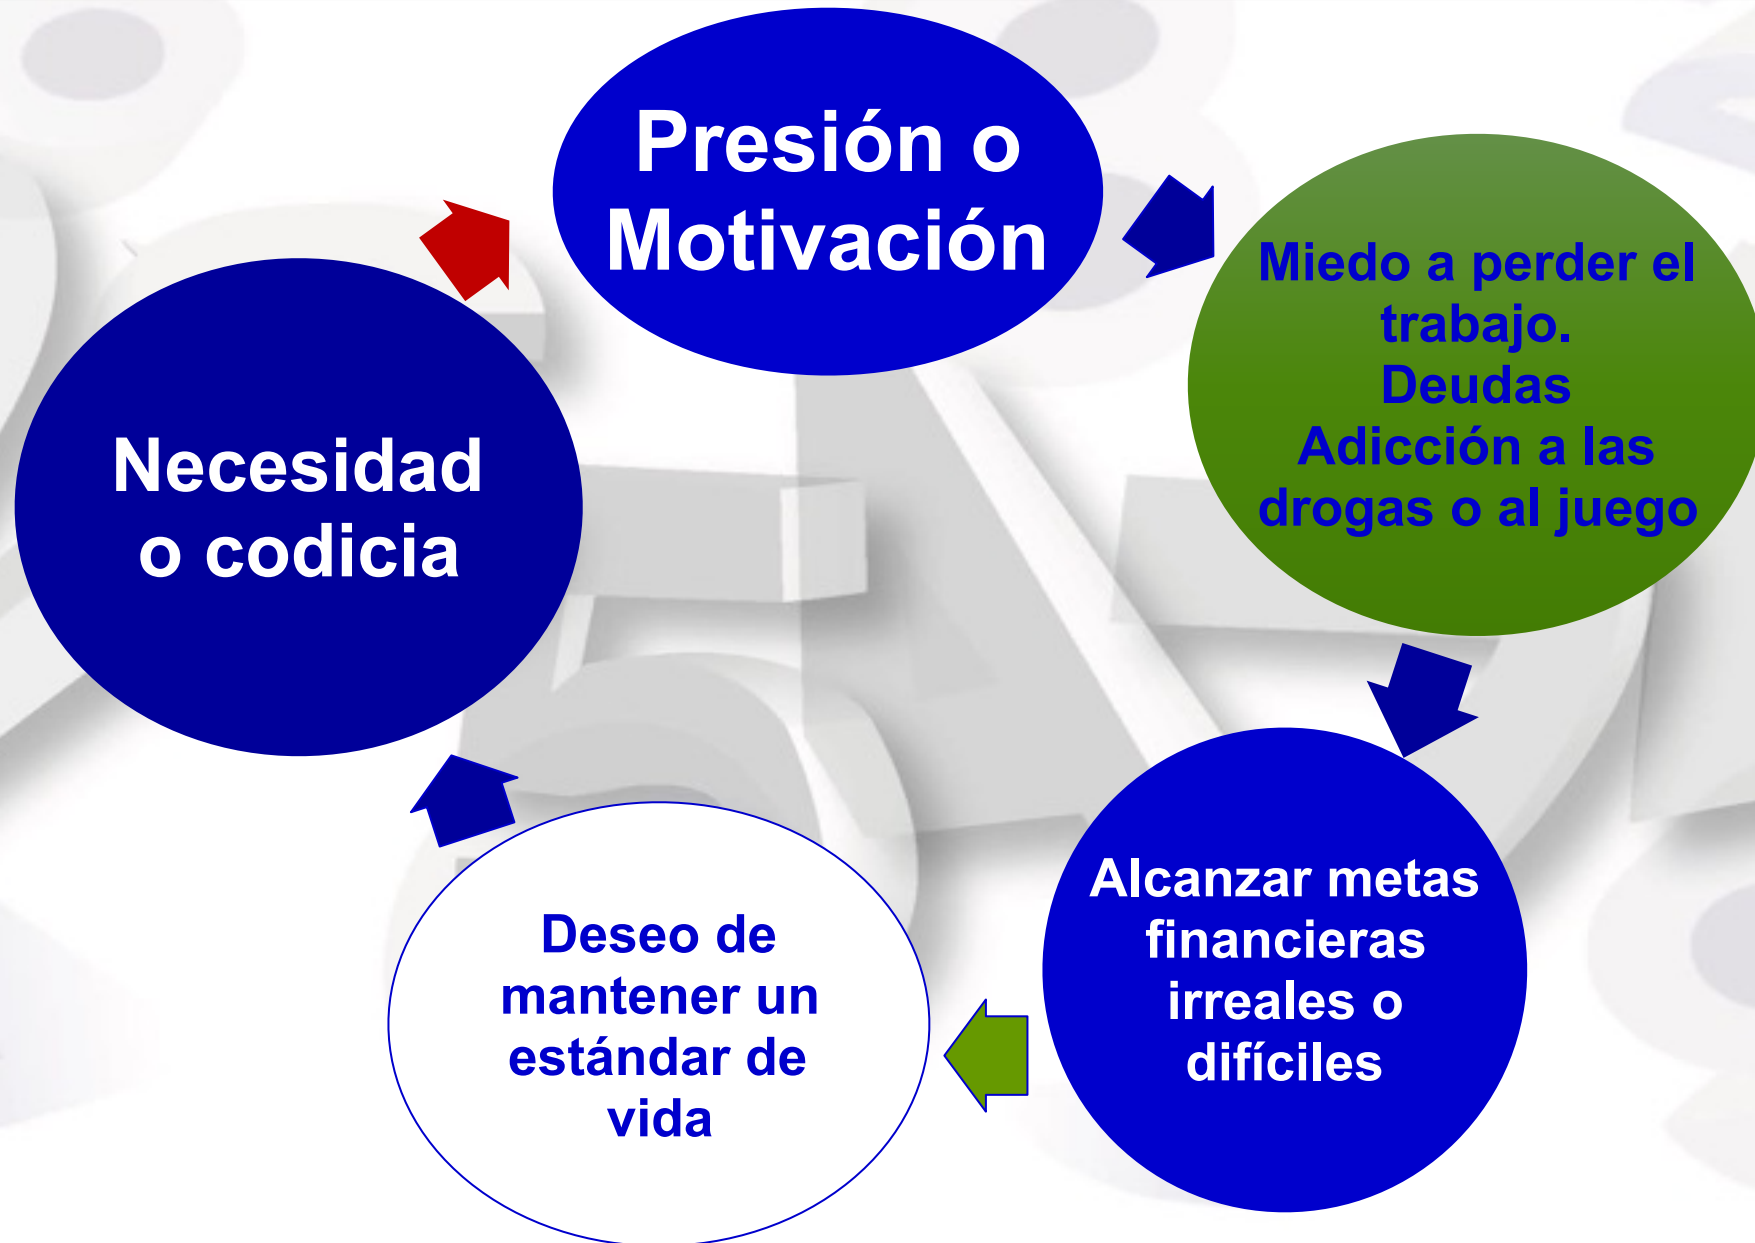 Presión o
Motivación
Miedo a perder el
trabajo.
Deudas
Adicción a las
drogas o al juego
Alcanzar metas
financieras
irreales o
difíciles
Deseo de
mantener un
estándar de
vida
Necesidad
o codicia